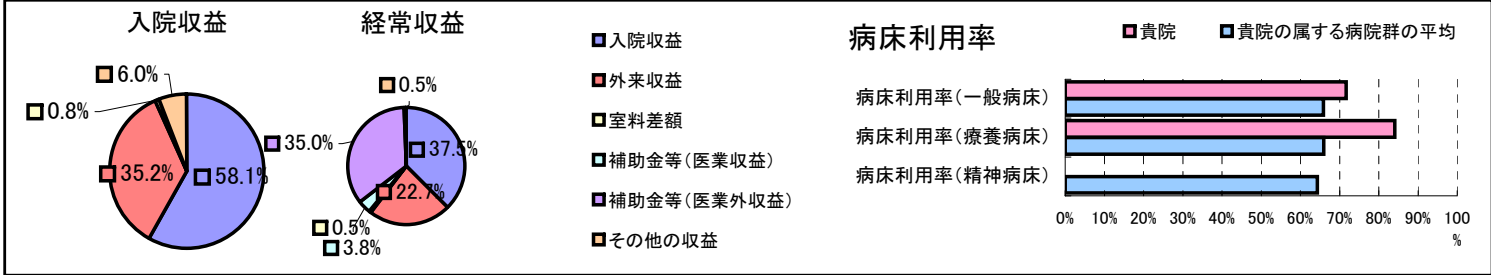 入院収益
6.0%
0.8%
35.2%
58.1%
経常収益
0.5%
35.0%
37.5%
22.7%
0.5%
3.8%
入院収益
外来収益
室料差額
補助金等(医業収益)
補助金等(医業外収益)
その他の収益
病床利用率
貴院 貴院の属する病院群の平均
病床利用率(一般病床)
病床利用率(療養病床)
病床利用率(精神病床)
0% 10% 20% 30% 40% 50% 60% 70% 80% 90% 100
%